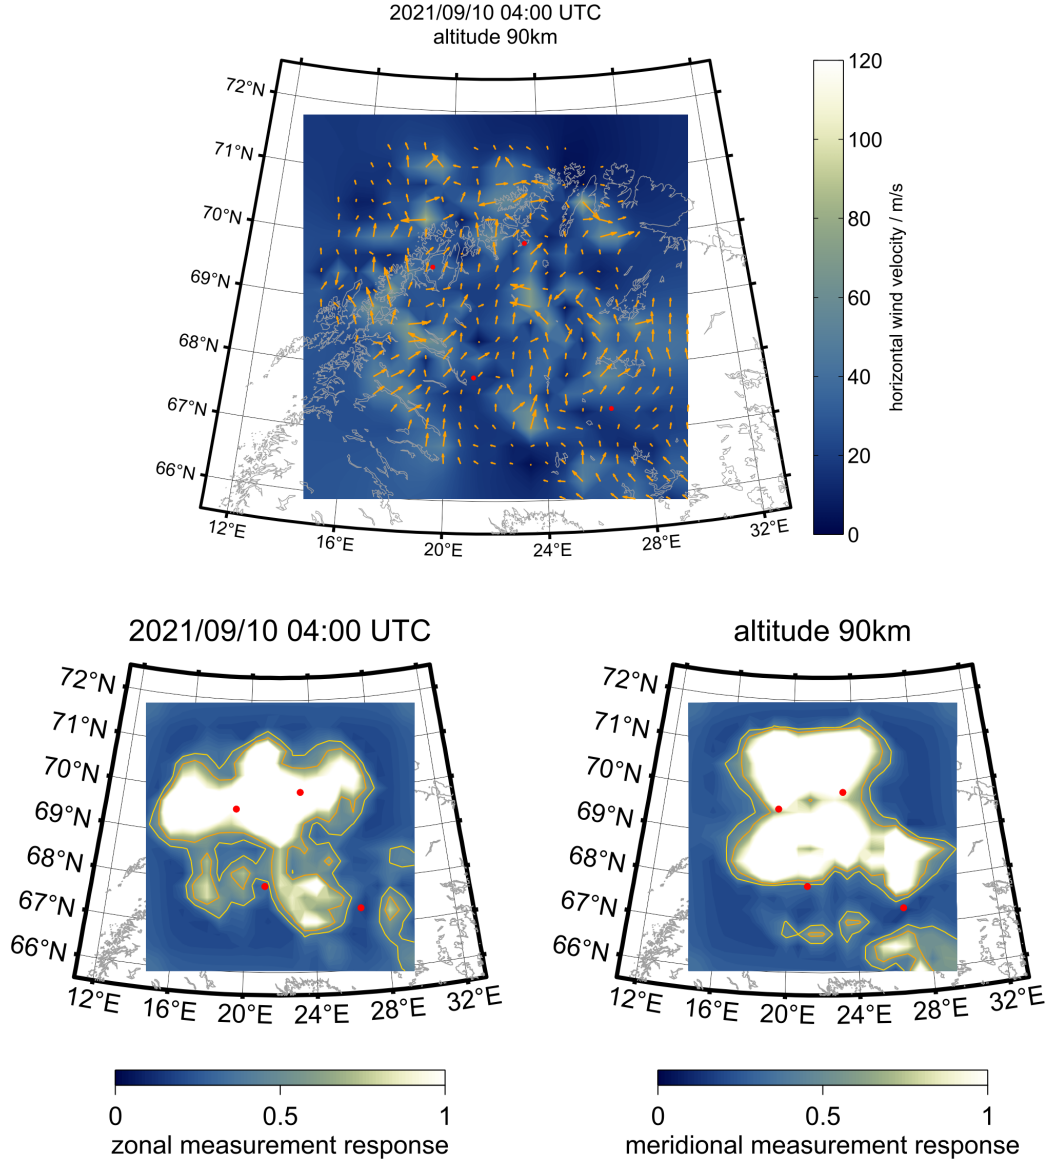 2021/09/10 04:00 UTC
altitude 90km
72°N
71°N
70°N
69°N
68°N
67°N
66°N
12°E
16°E
20°E
24°E
28°E
32°E
120
100
80
60
40
20
0
horizontal wind velocity / m/s
2021/09/10 04:00 UTC
72°N
71°N
70°N
69°N
68°N
67°N
66°N
12°E
16°E
20°E
24°E
28°E
32°E
0
0.5
1
zonal measurement response
altitude 90km
72°N
71°N
70°N
69°N
68°N
67°N
66°N
12°E
16°E
20°E
24°E
28°E
32°E
0
0.5
1
meridional measurement response